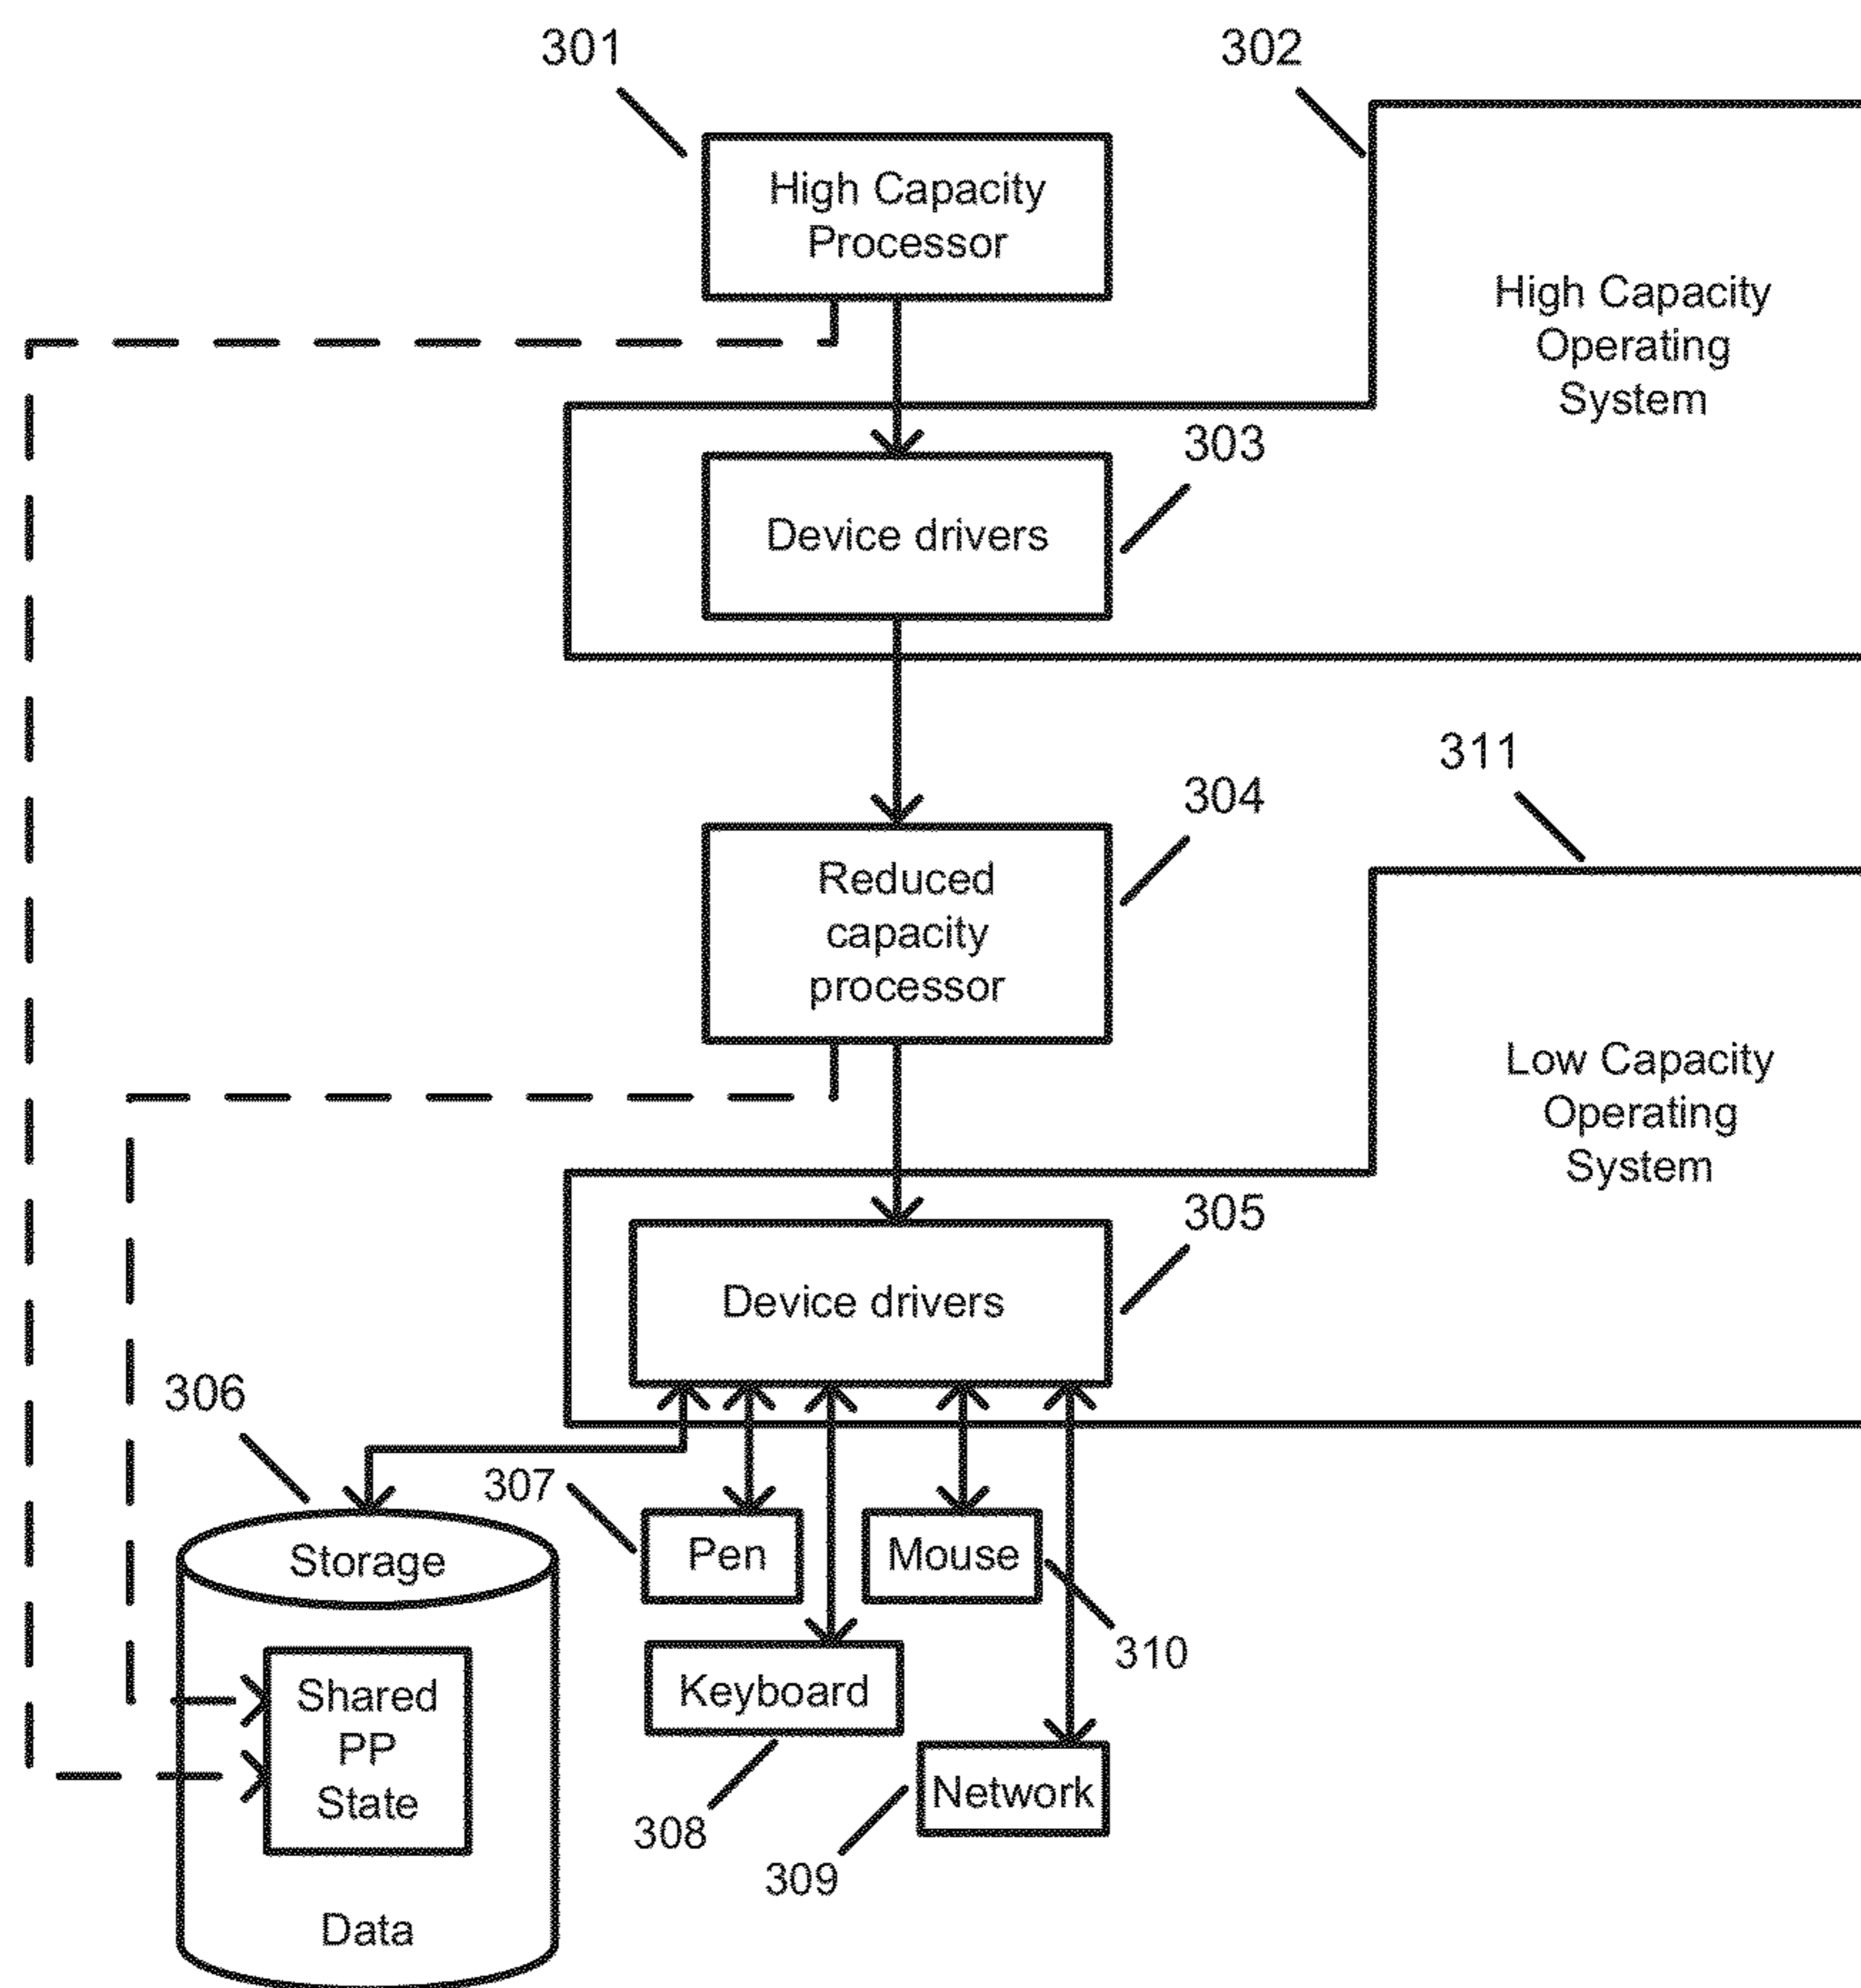 301
302
High Capacity
Processor
High Capacity
Operating
System
303
Device drivers
311
304
Reduced
capacity
processor
Low Capacity
Operating
System
305
Device drivers
306
307
Storage
Pen
Mouse
310
Shared
PP
State
Keyboard
308
Network
309
Data